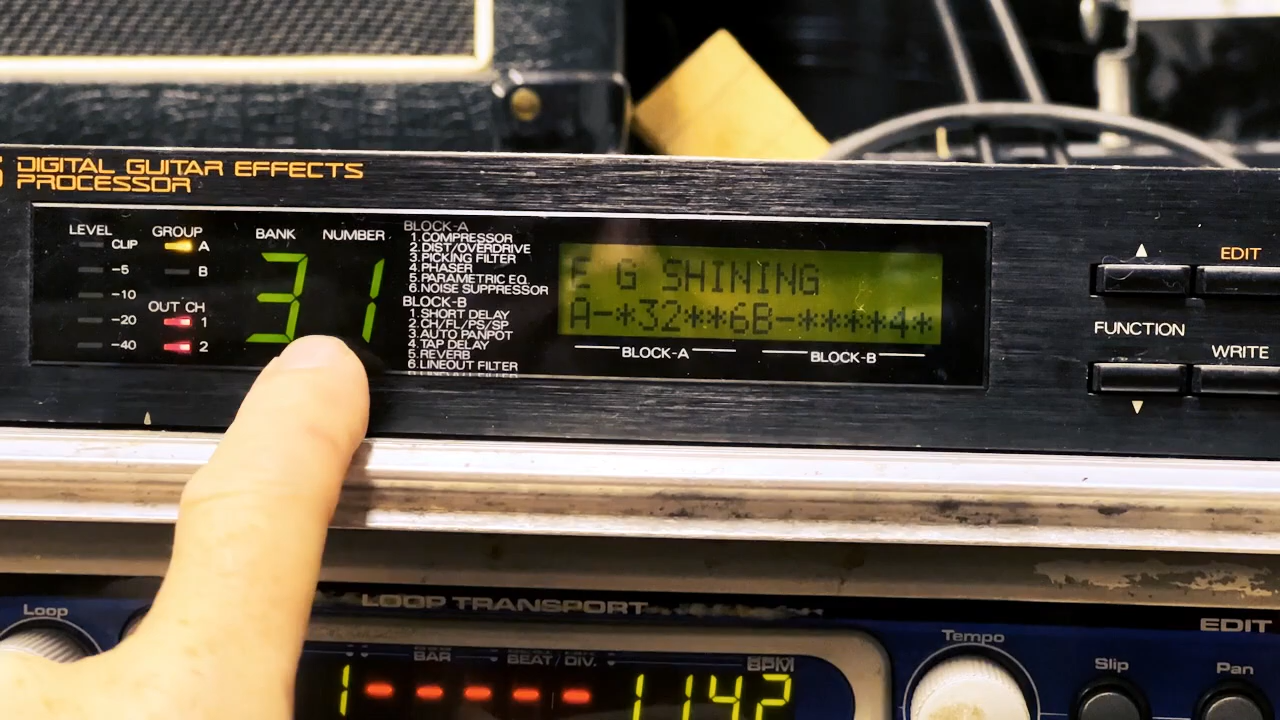 DIGITAL GUITAR EFFECTS
PROCESSOR
LEVEL
CLIP
-5
-10
-20
-40
GROUP
A
B
OUT CH
1
2
BANK NUMBER
3 1
BLOCK-A
1.COMPRESSOR
2.DIST/OVERDRIVE
3.PICKING FILTER
4.PHASER
5.PARAMETRIC EQ.
6.NOISE SUPPRESSOR
BLOCK-B
1.SHORT DELAY
2.CH/FL/PS/SP
3.AUTO PANPOT
4.TAP DELAY
5.REVERB
6.LINEOUT FILTER
E G SHINING
A-*32**6B-****4*
BLOCK-A BLOCK-B
EDIT
FUNCTION
WRITE
Loop
LOOP TRANSPORT
BAR BEAT/DIV. BPM
1 - - - - - 114.2
Tempo
EDIT
Slip
Pan